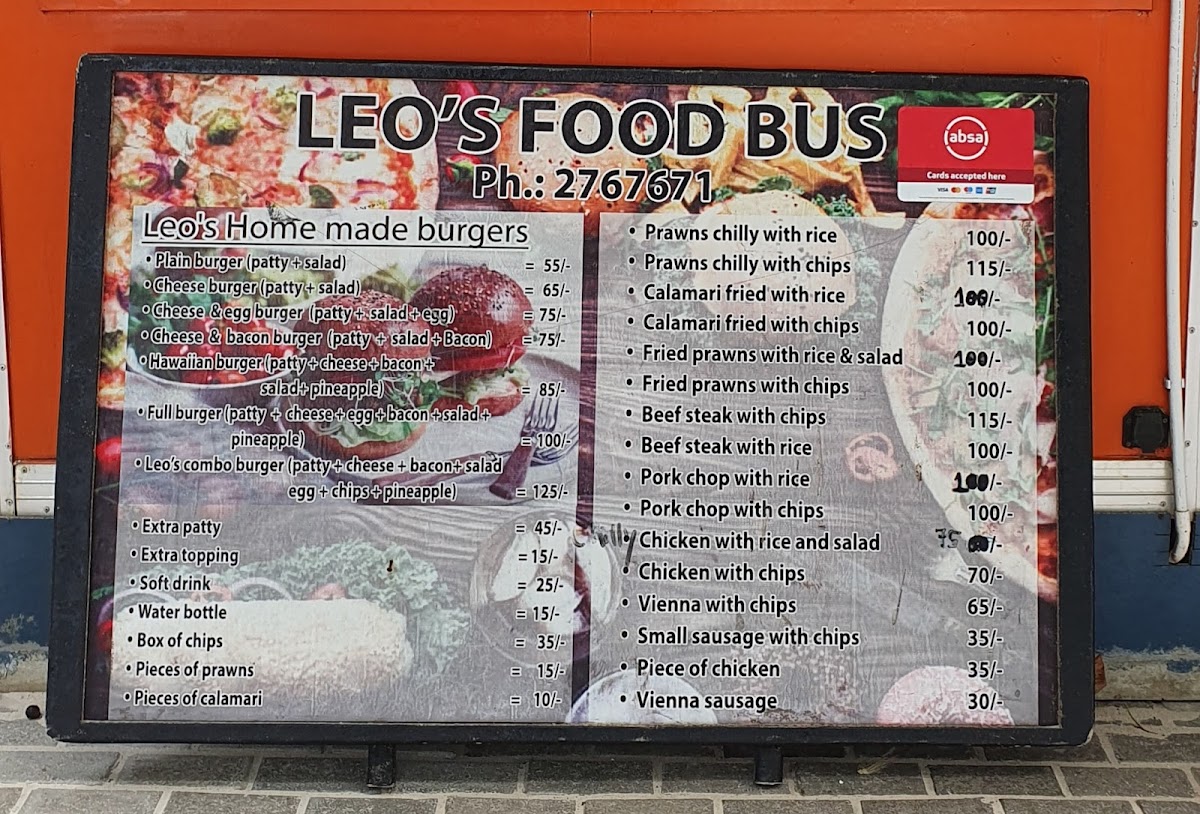 LEO'S FOOD BUS
Ph.: 2767671
absa
Cards accepted here
VISA
Leo's Home made burgers
• Plain burger (patty + salad) = 55/-
• Cheese burger (patty + salad) = 65/-
• Cheese & egg burger (patty + salad + egg) = 75/-
• Cheese & bacon burger (patty + salad + Bacon) = 75/-
• Hawaiian burger (patty + cheese + bacon +
salad + pineapple) = 85/-
• Full burger (patty + cheese + egg + bacon + salad +
pineapple) = 100/-
• Leo's combo burger (patty + cheese + bacon + salad
egg + chips + pineapple) = 125/-
• Extra patty = 45/-
• Extra topping = 15/-
• Soft drink = 25/-
• Water bottle = 15/-
• Box of chips = 35/-
• Pieces of prawns = 15/-
• Pieces of calamari = 10/-
• Prawns chilly with rice 100/-
• Prawns chilly with chips 115/-
• Calamari fried with rice 100/-
• Calamari fried with chips 100/-
• Fried prawns with rice & salad 100/-
• Fried prawns with chips 100/-
• Beef steak with chips 115/-
• Beef steak with rice 100/-
• Pork chop with rice 100/-
• Pork chop with chips 100/-
chilly Chicken with rice and salad 75 /-
• Chicken with chips 70/-
• Vienna with chips 65/-
• Small sausage with chips 35/-
• Piece of chicken 35/-
• Vienna sausage 30/-